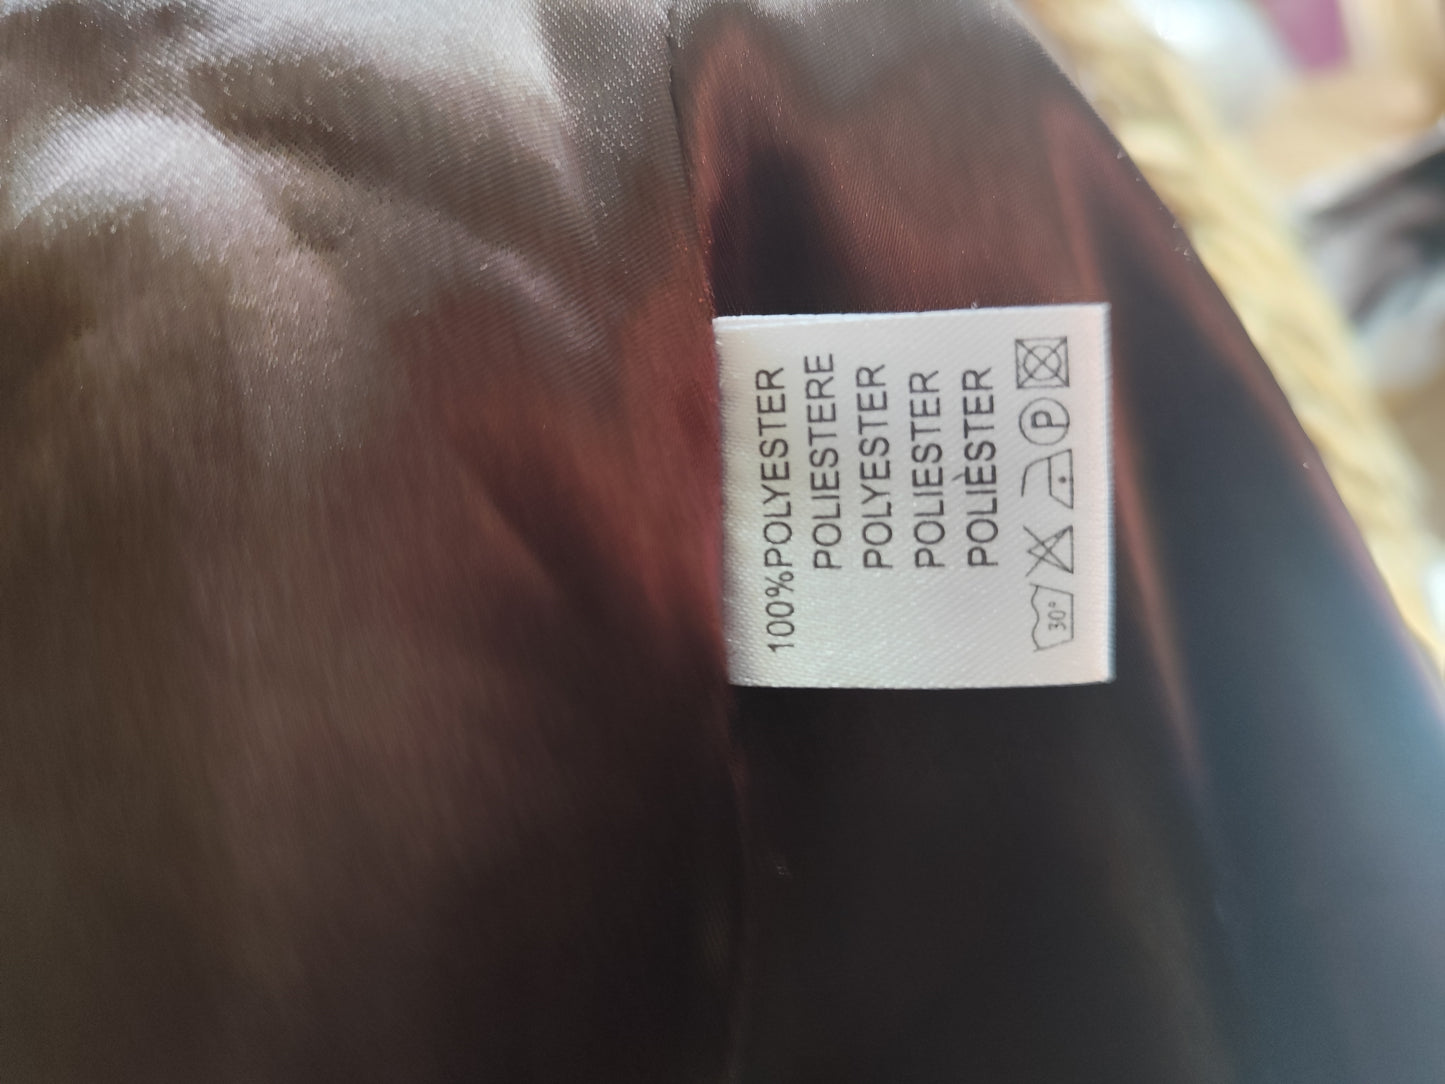 100%POLYESTER
POLIESTERE
POLYESTER
POLIESTER
POLIÈSTER
30° P